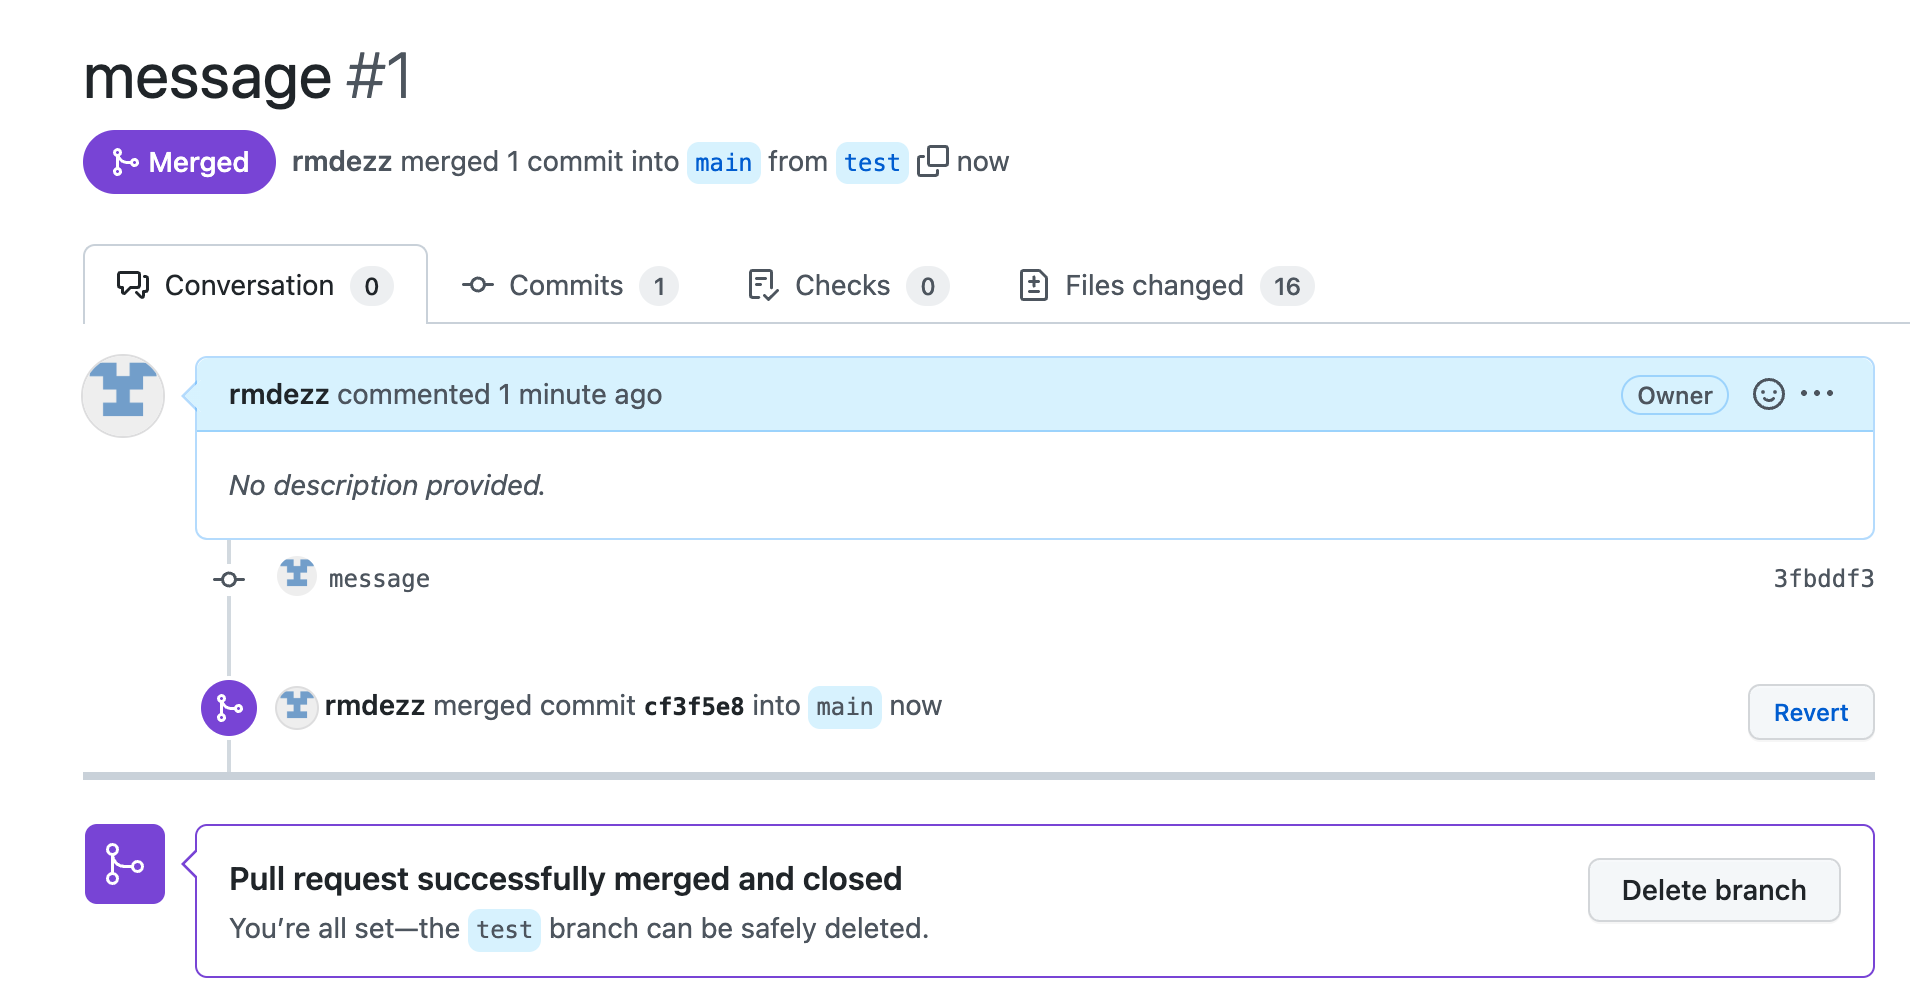 message #1
Merged rmdezz merged 1 commit into main from test now
Conversation 0 Commits 1 Checks 0 Files changed 16
rmdezz commented 1 minute ago Owner
No description provided.
message 3fbddf3
rmdezz merged commit cf3f5e8 into main now Revert
Pull request successfully merged and closed
You’re all set—the test branch can be safely deleted.
Delete branch